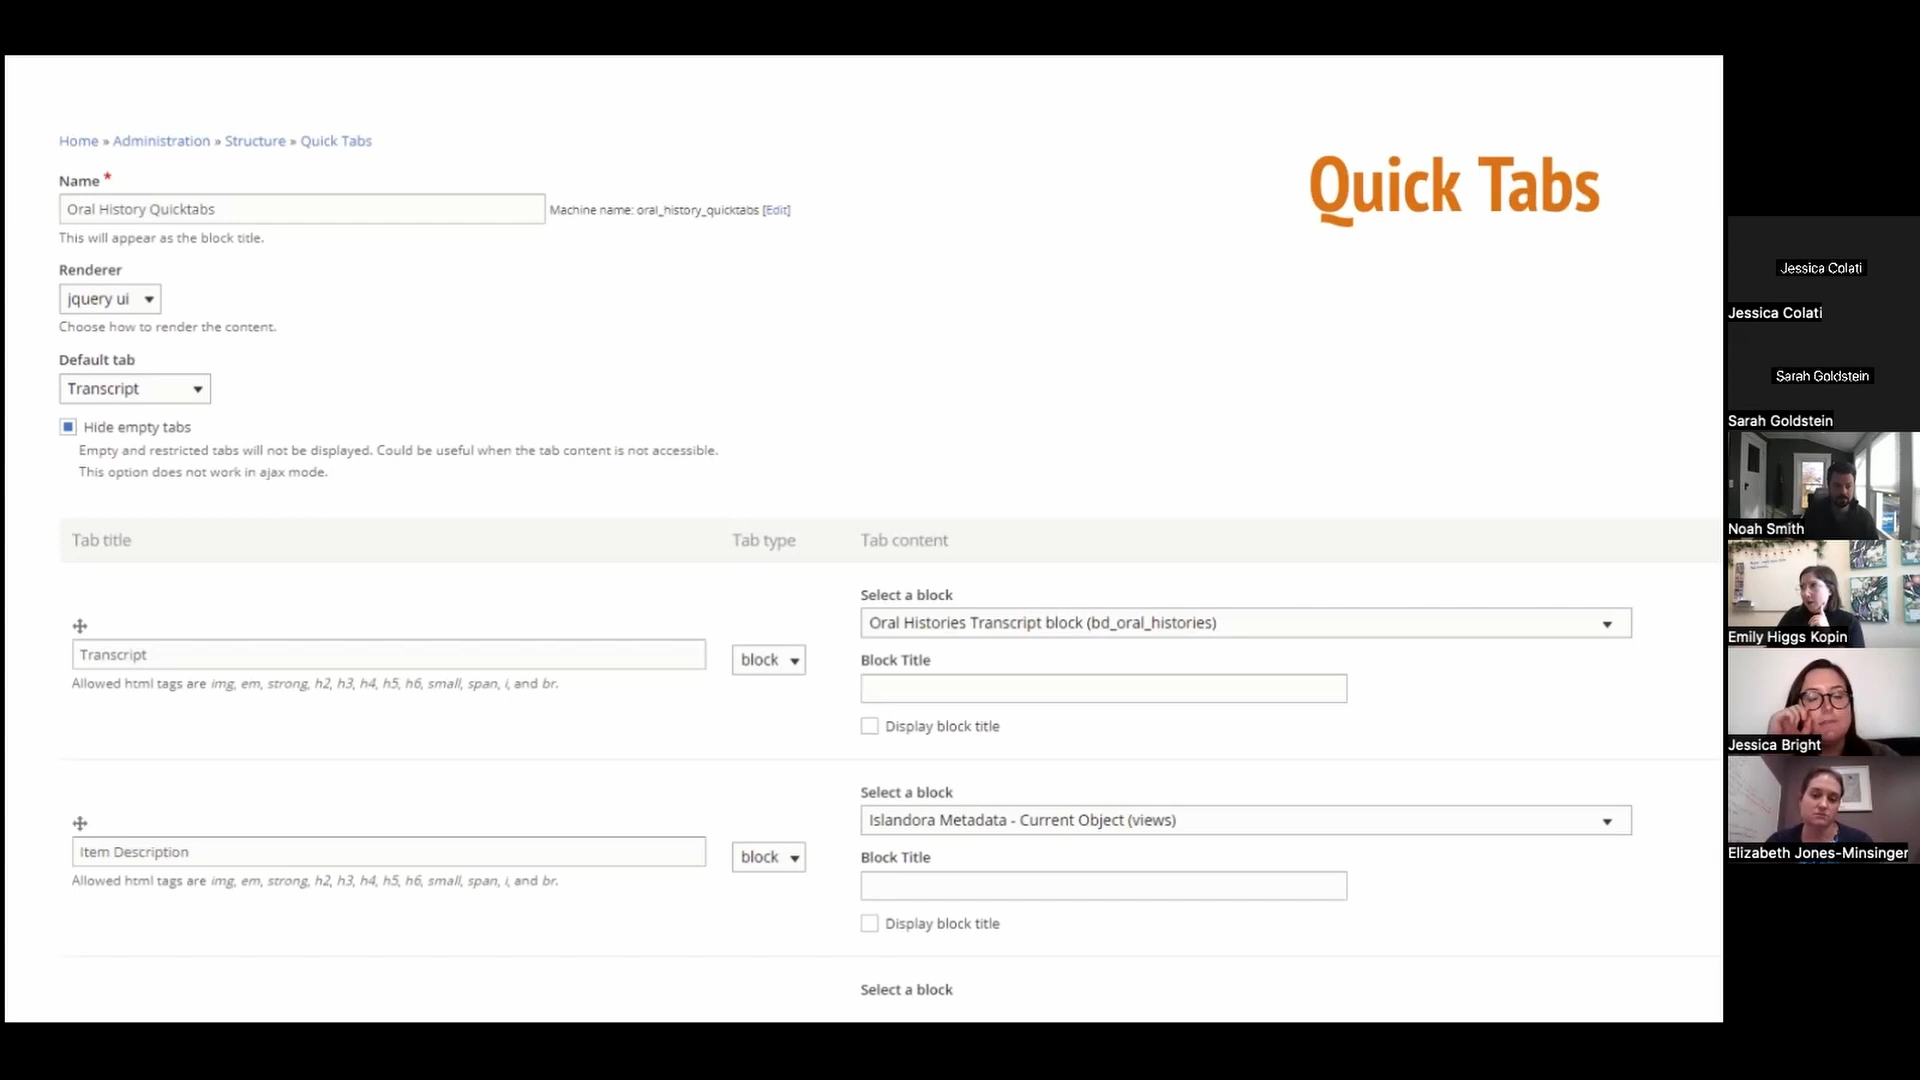 Home » Administration » Structure » Quick Tabs
Quick Tabs
Name *
Oral History Quicktabs
Machine name: oral_history_quicktabs [Edit]
This will appear as the block title.
Renderer
jquery ui
Choose how to render the content.
Default tab
Transcript
Hide empty tabs
Empty and restricted tabs will not be displayed. Could be useful when the tab content is not accessible.
This option does not work in ajax mode.
Tab title
Tab type
Tab content
Transcript
Allowed html tags are img, em, strong, h2, h3, h4, h5, h6, small, span, i, and br.
block
Select a block
Oral Histories Transcript block (bd_oral_histories)
Block Title
Display block title
Item Description
Allowed html tags are img, em, strong, h2, h3, h4, h5, h6, small, span, i, and br.
block
Select a block
Islandora Metadata - Current Object (views)
Block Title
Display block title
Select a block
Jessica Colati
Jessica Colati
Sarah Goldstein
Sarah Goldstein
Noah Smith
Emily Higgs Kopin
Jessica Bright
Elizabeth Jones-Minsinger